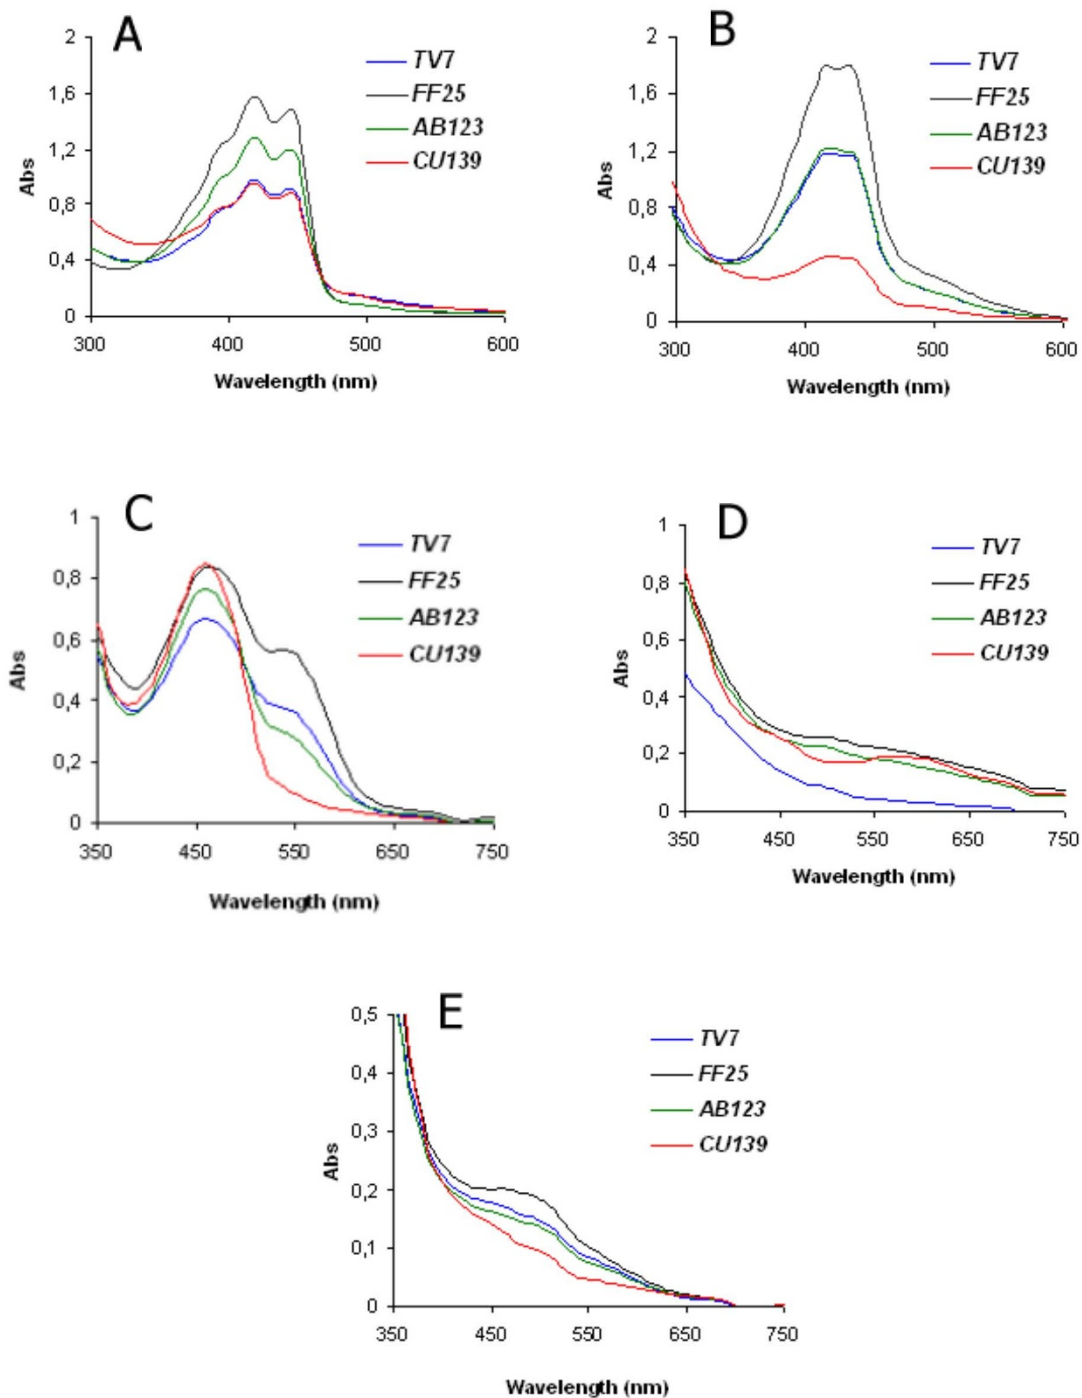 A
2
1,6
1,2
0,8
0,4
0
Abs
300 400 500 600
Wavelength (nm)
TV7
FF25
AB123
CU139
B
2
1,6
1,2
0,8
0,4
0
Abs
300 400 500 600
Wavelength (nm)
TV7
FF25
AB123
CU139
C
1
0,8
0,6
0,4
0,2
0
Abs
350 450 550 650 750
Wavelength (nm)
TV7
FF25
AB123
CU139
D
1
0,8
0,6
0,4
0,2
0
Abs
350 450 550 650 750
Wavelength (nm)
TV7
FF25
AB123
CU139
E
0,5
0,4
0,3
0,2
0,1
0
Abs
350 450 550 650 750
Wavelength (nm)
TV7
FF25
AB123
CU139